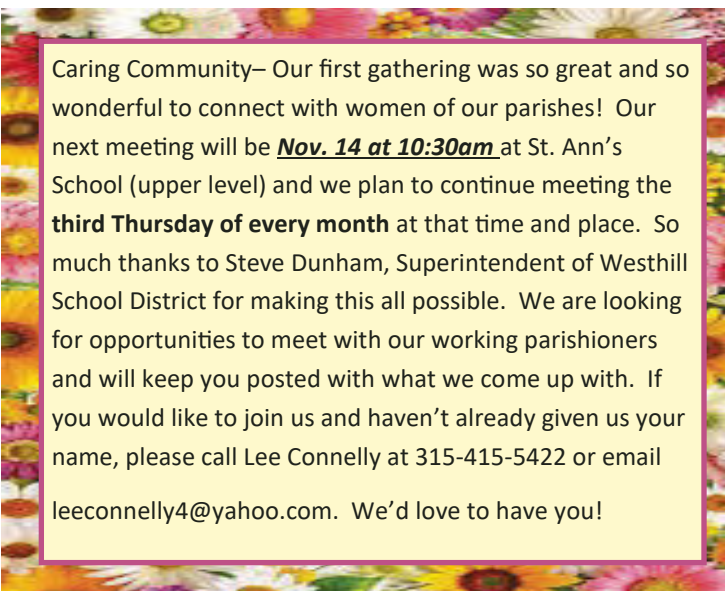 Caring Community– Our first gathering was so great and so
wonderful to connect with women of our parishes!  Our
next meeting will be Nov. 14 at 10:30am at St. Ann’s
School (upper level) and we plan to continue meeting the
third Thursday of every month at that time and place.  So
much thanks to Steve Dunham, Superintendent of Westhill
School District for making this all possible.  We are looking
for opportunities to meet with our working parishioners
and will keep you posted with what we come up with.  If
you would like to join us and haven’t already given us your
name, please call Lee Connelly at 315-415-5422 or email
leeconnelly4@yahoo.com.  We’d love to have you!